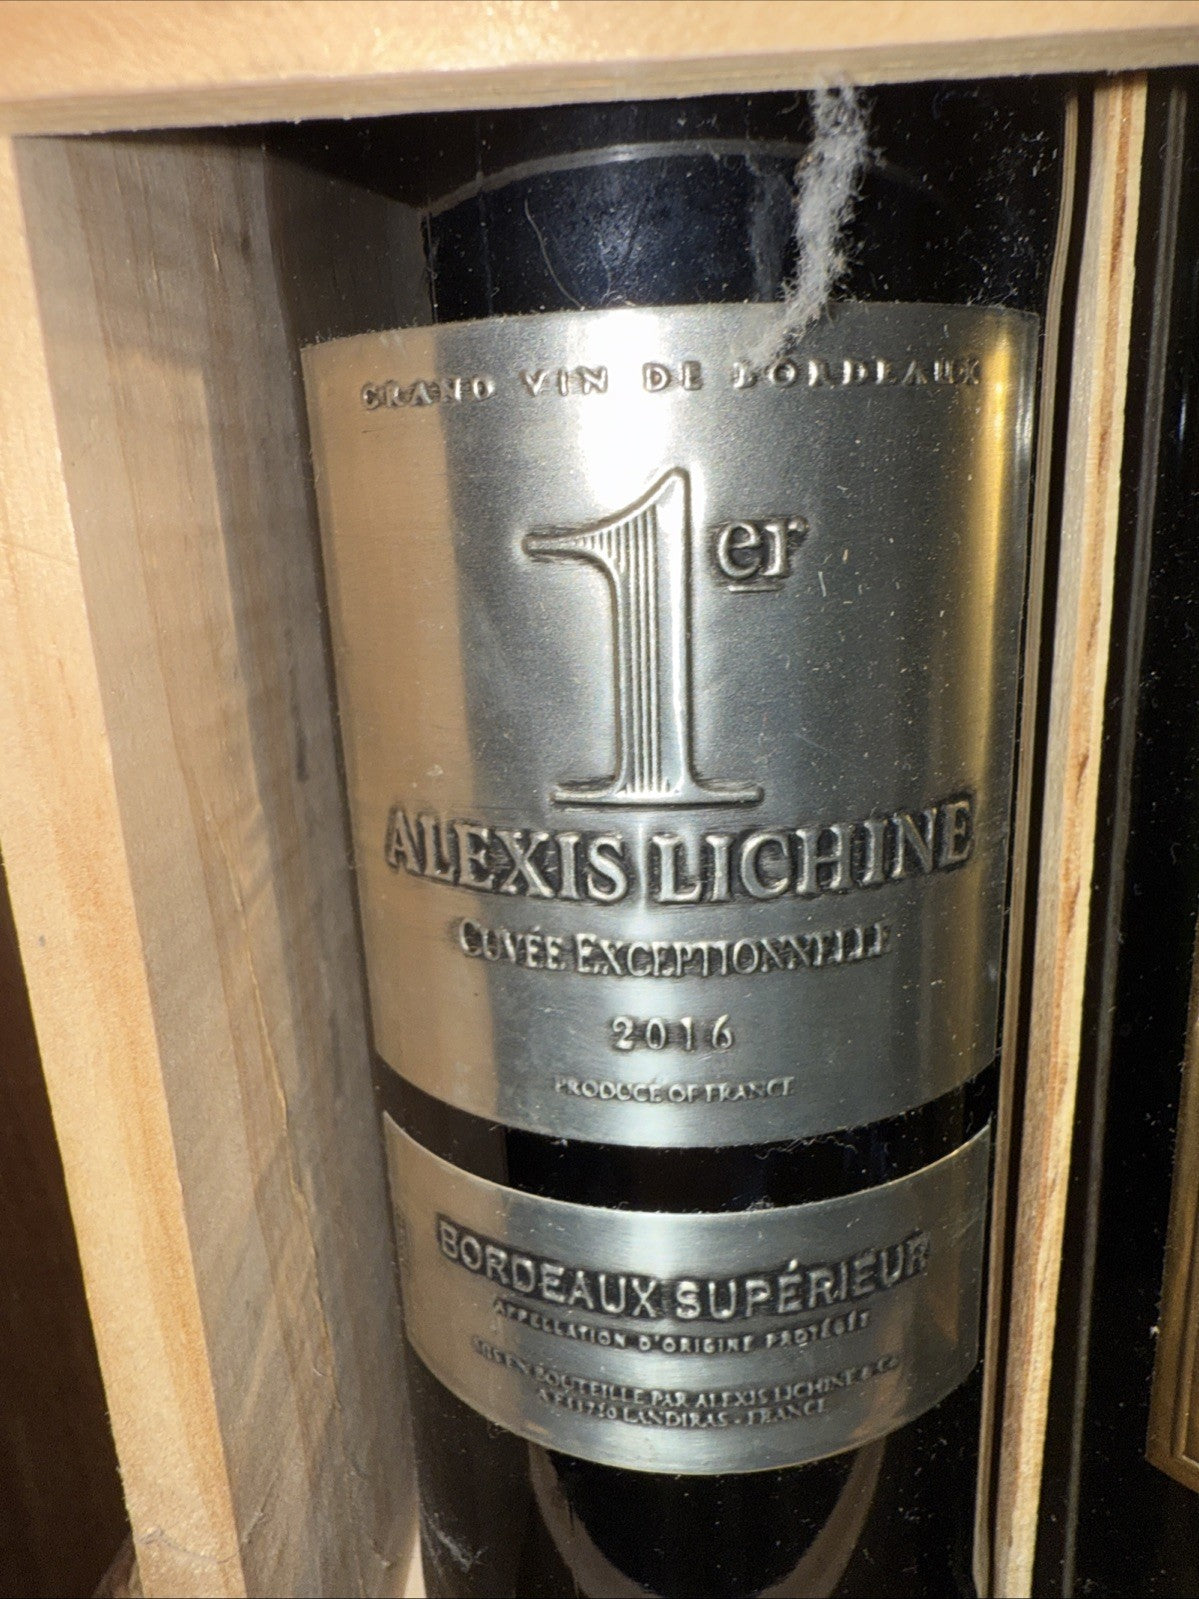 GRAND VIN DE BORDEAUX
1er
ALEXIS LICHINE
CUVÉE EXCEPTIONNELLE
2016
PRODUCE OF FRANCE
BORDEAUX SUPÉRIEUR
APPELLATION D'ORIGINE PROTÉGÉE
MIS EN BOUTEILLE PAR ALEXIS LICHINE & Co
LANDIRAS - FRANCE